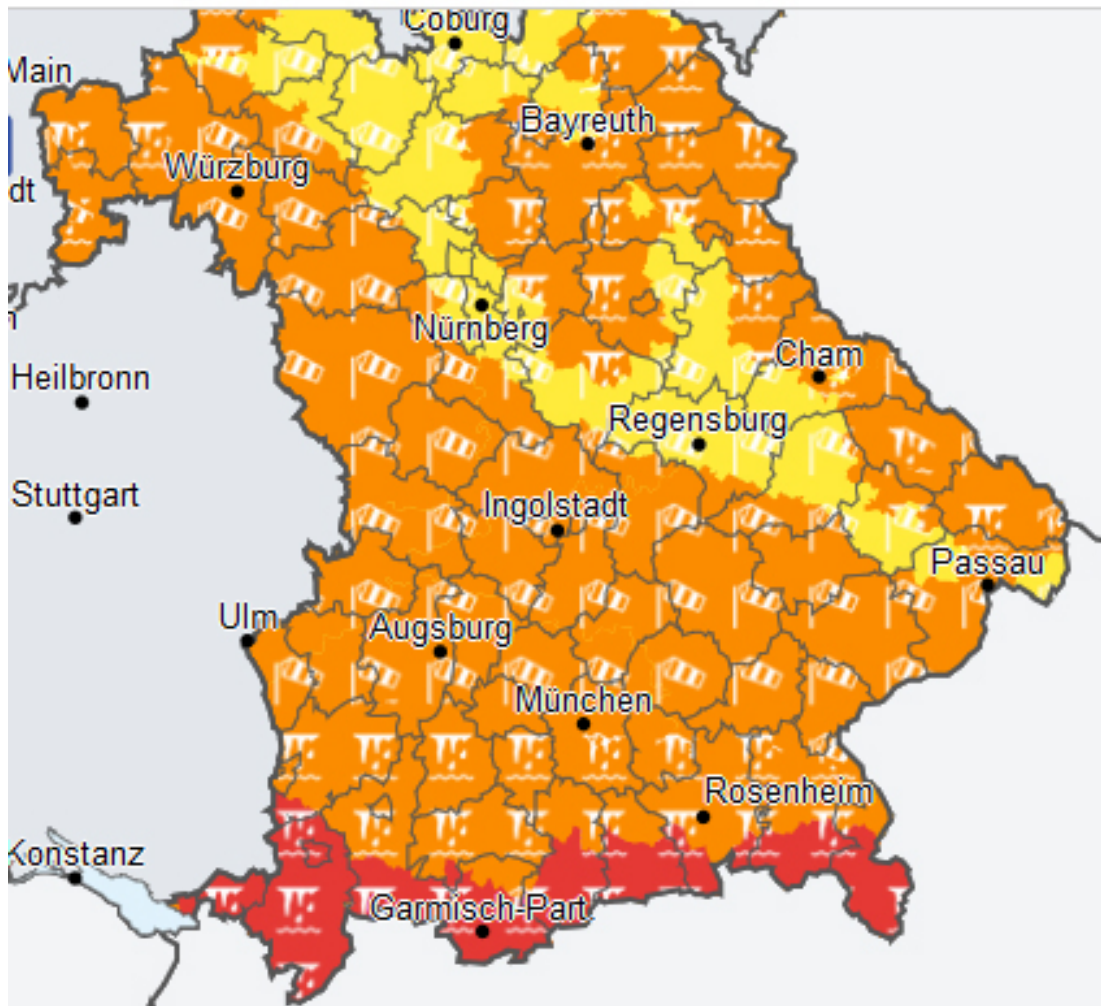 Coburg
Main
Bayreuth
Würzburg
dt
n
Nürnberg
Cham
Heilbronn
Regensburg
Stuttgart
Ingolstadt
Passau
Ulm
Augsburg
München
Rosenheim
Konstanz
Garmisch-Part